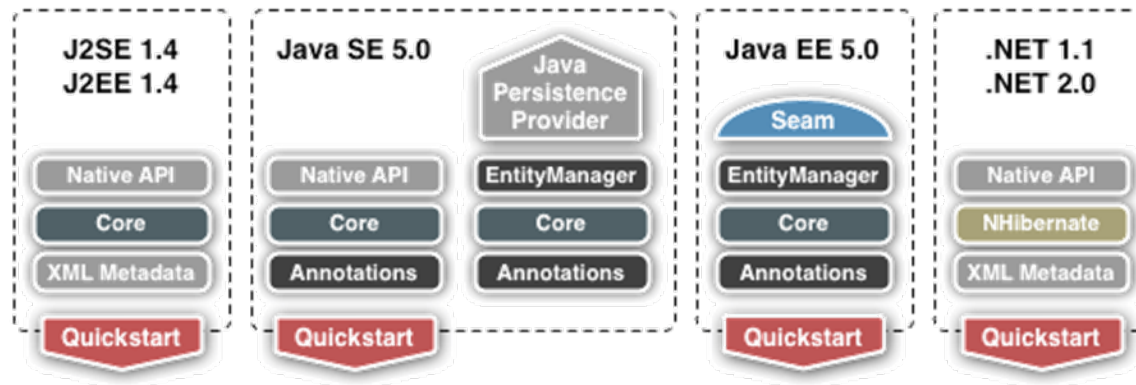 J2SE 1.4
J2EE 1.4
Native API
Core
XML Metadata
Quickstart
Java SE 5.0
Native API
Core
Annotations
Quickstart
Java
Persistence
Provider
EntityManager
Core
Annotations
Java EE 5.0
Seam
EntityManager
Core
Annotations
Quickstart
.NET 1.1
.NET 2.0
Native API
NHibernate
XML Metadata
Quickstart